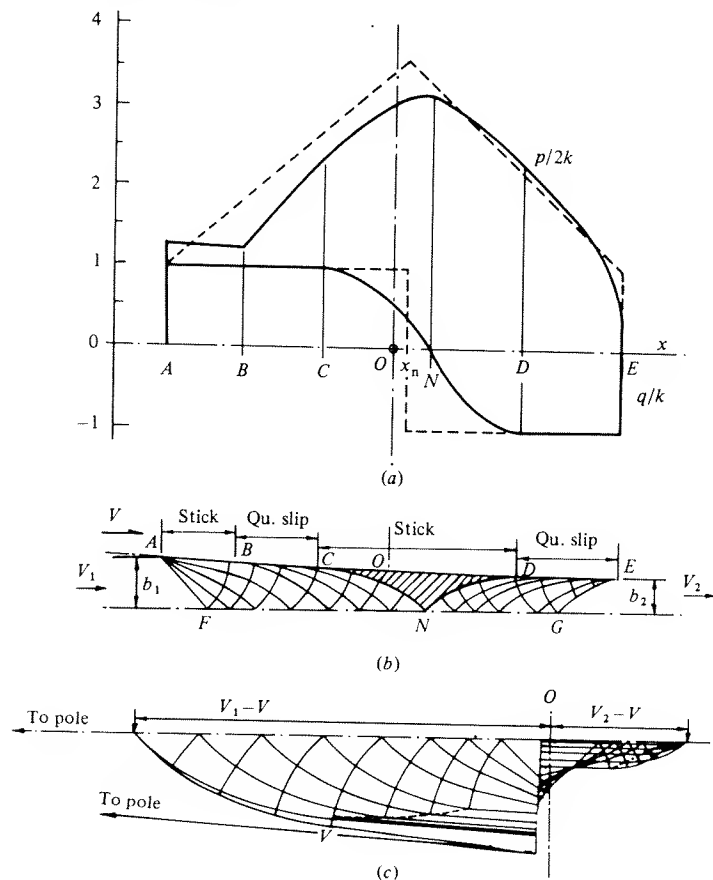 4
3
2
1
0
−1
p/2k
A B C O x_n N D E x
q/k
(a)
V Stick Qu. slip Stick Qu. slip
A B C O D E
V_1 b_1 b_2 V_2
F N G
(b)
O
To pole V_1 − V V_2 − V
To pole
V
(c)